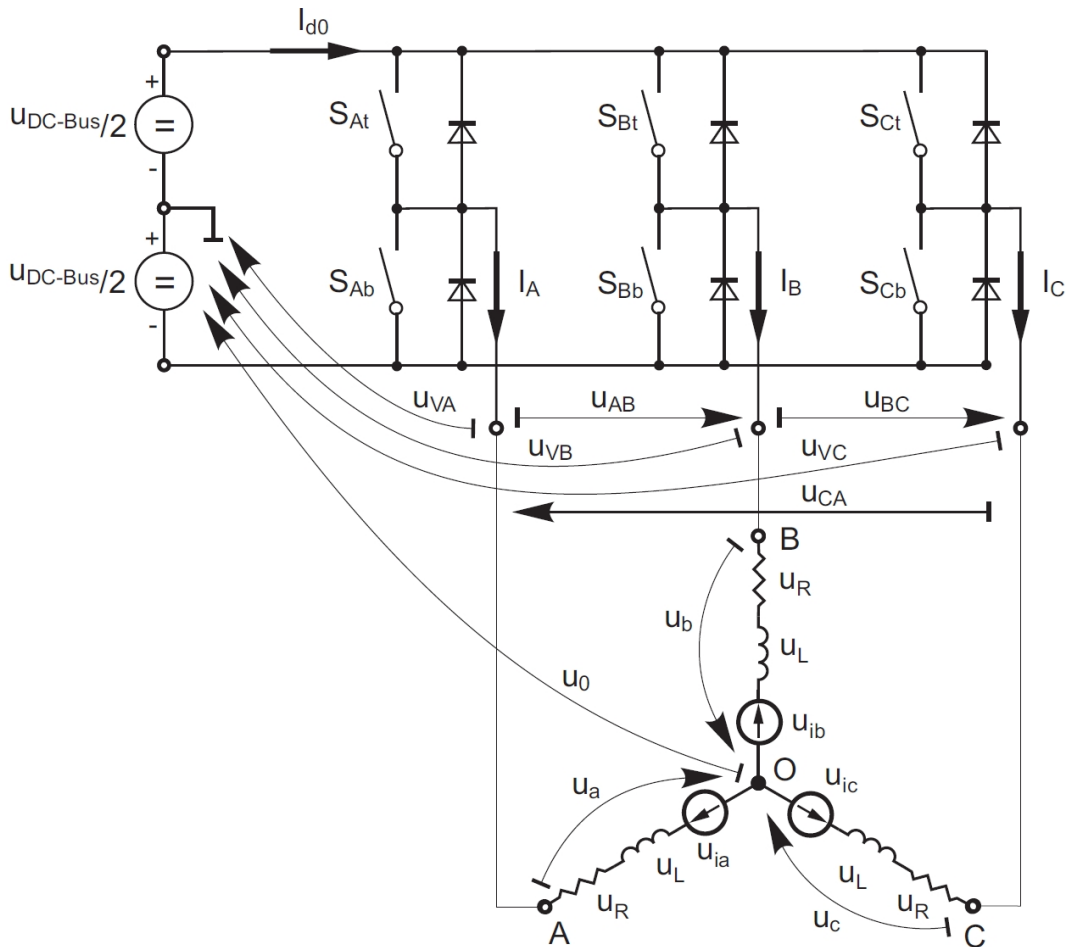 I_d0
+
u_DC-Bus/2
=
-
S_At
S_Bt
S_Ct
+
u_DC-Bus/2
=
-
S_Ab
I_A
S_Bb
I_B
S_Cb
I_C
u_VA
u_AB
u_BC
u_VB
u_VC
u_CA
B
u_R
u_b
u_L
u_0
u_ib
O
u_a
u_ic
u_L
u_ia
u_L
u_R
u_c
u_R
A
C